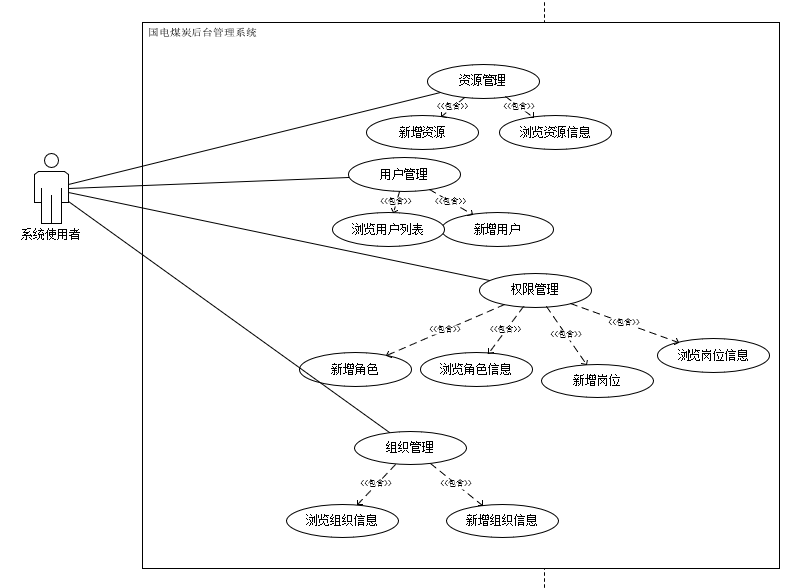 国电煤炭后台管理系统
资源管理
<<包含>>
<<包含>>
新增资源
浏览资源信息
用户管理
<<包含>>
<<包含>>
浏览用户列表
新增用户
系统使用者
权限管理
<<包含>>
<<包含>>
<<包含>>
<<包含>>
新增角色
浏览角色信息
新增岗位
浏览岗位信息
组织管理
<<包含>>
<<包含>>
浏览组织信息
新增组织信息